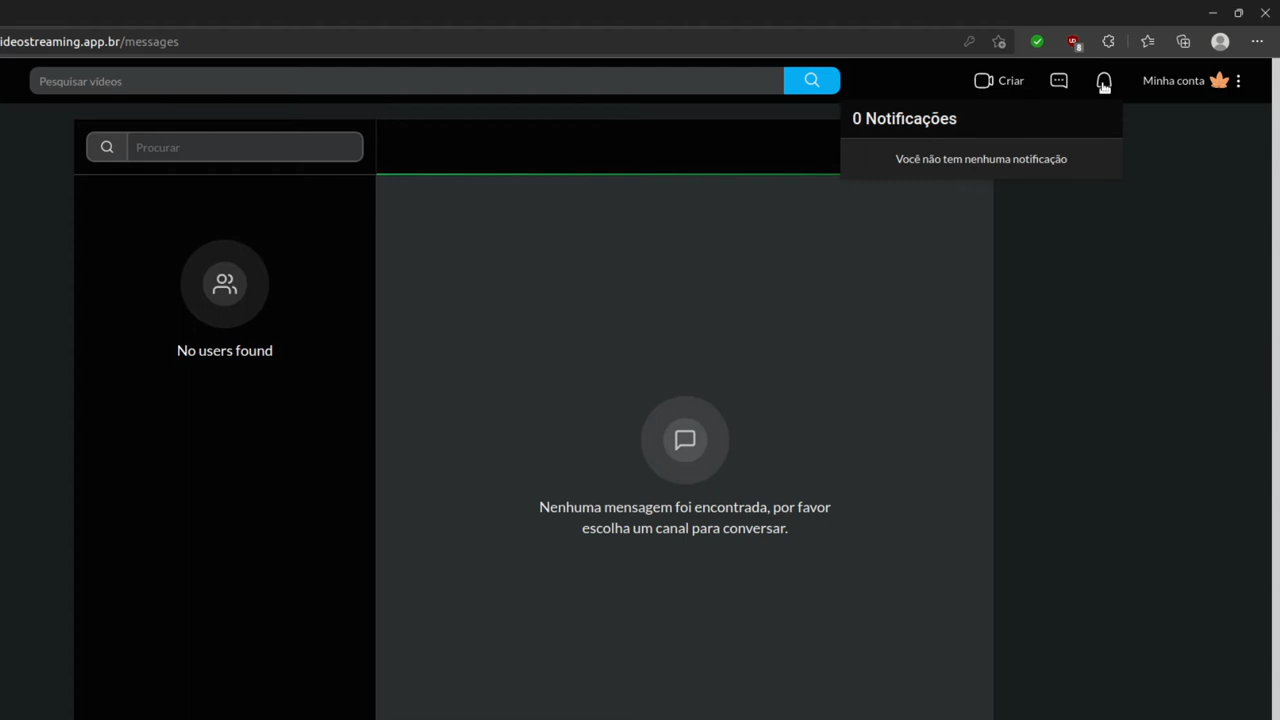 ideostreaming.app.br/messages
8
Pesquisar vídeos
Criar
Minha conta
0 Notificações
Você não tem nenhuma notificação
Procurar
No users found
Nenhuma mensagem foi encontrada, por favor
escolha um canal para conversar.